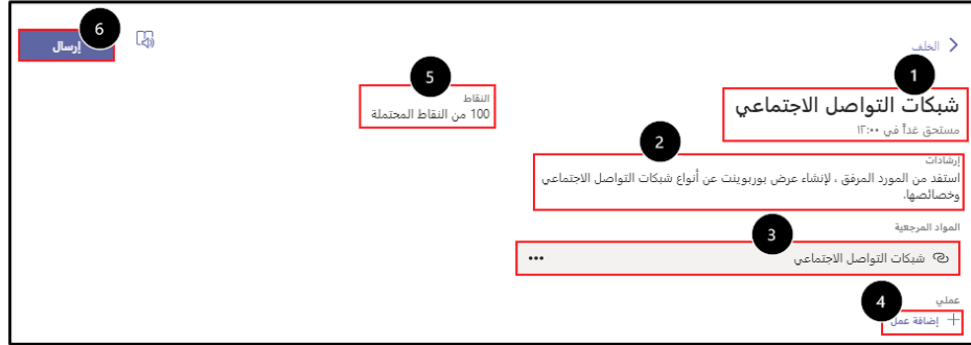 6
إرسال
الخلف
1
شبكات التواصل الاجتماعي
مستحق غداً في ١٢:٠٠
5
النقاط
100 من النقاط المحتملة
2
إرشادات
استفد من المورد المرفق ، لإنشاء عرض بوربوينت عن أنواع شبكات التواصل الاجتماعي
وخصائصها.
المواد المرجعية
3
شبكات التواصل الاجتماعي
عملي
4
إضافة عمل